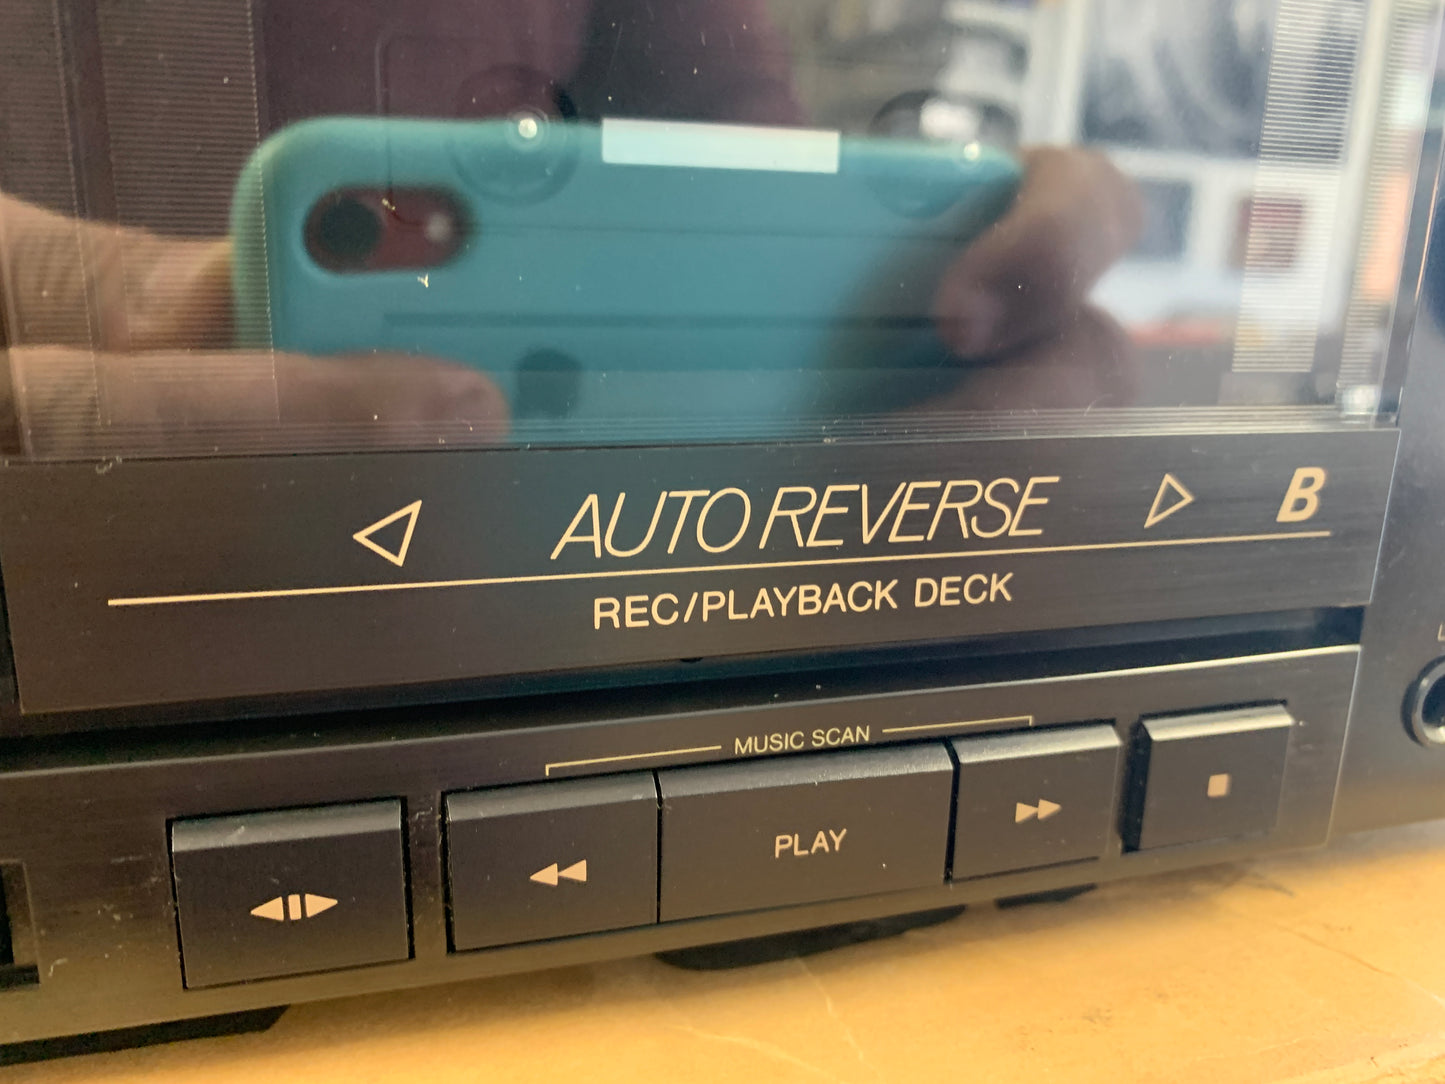 AUTO REVERSE B
REC/PLAYBACK DECK
MUSIC SCAN
PLAY